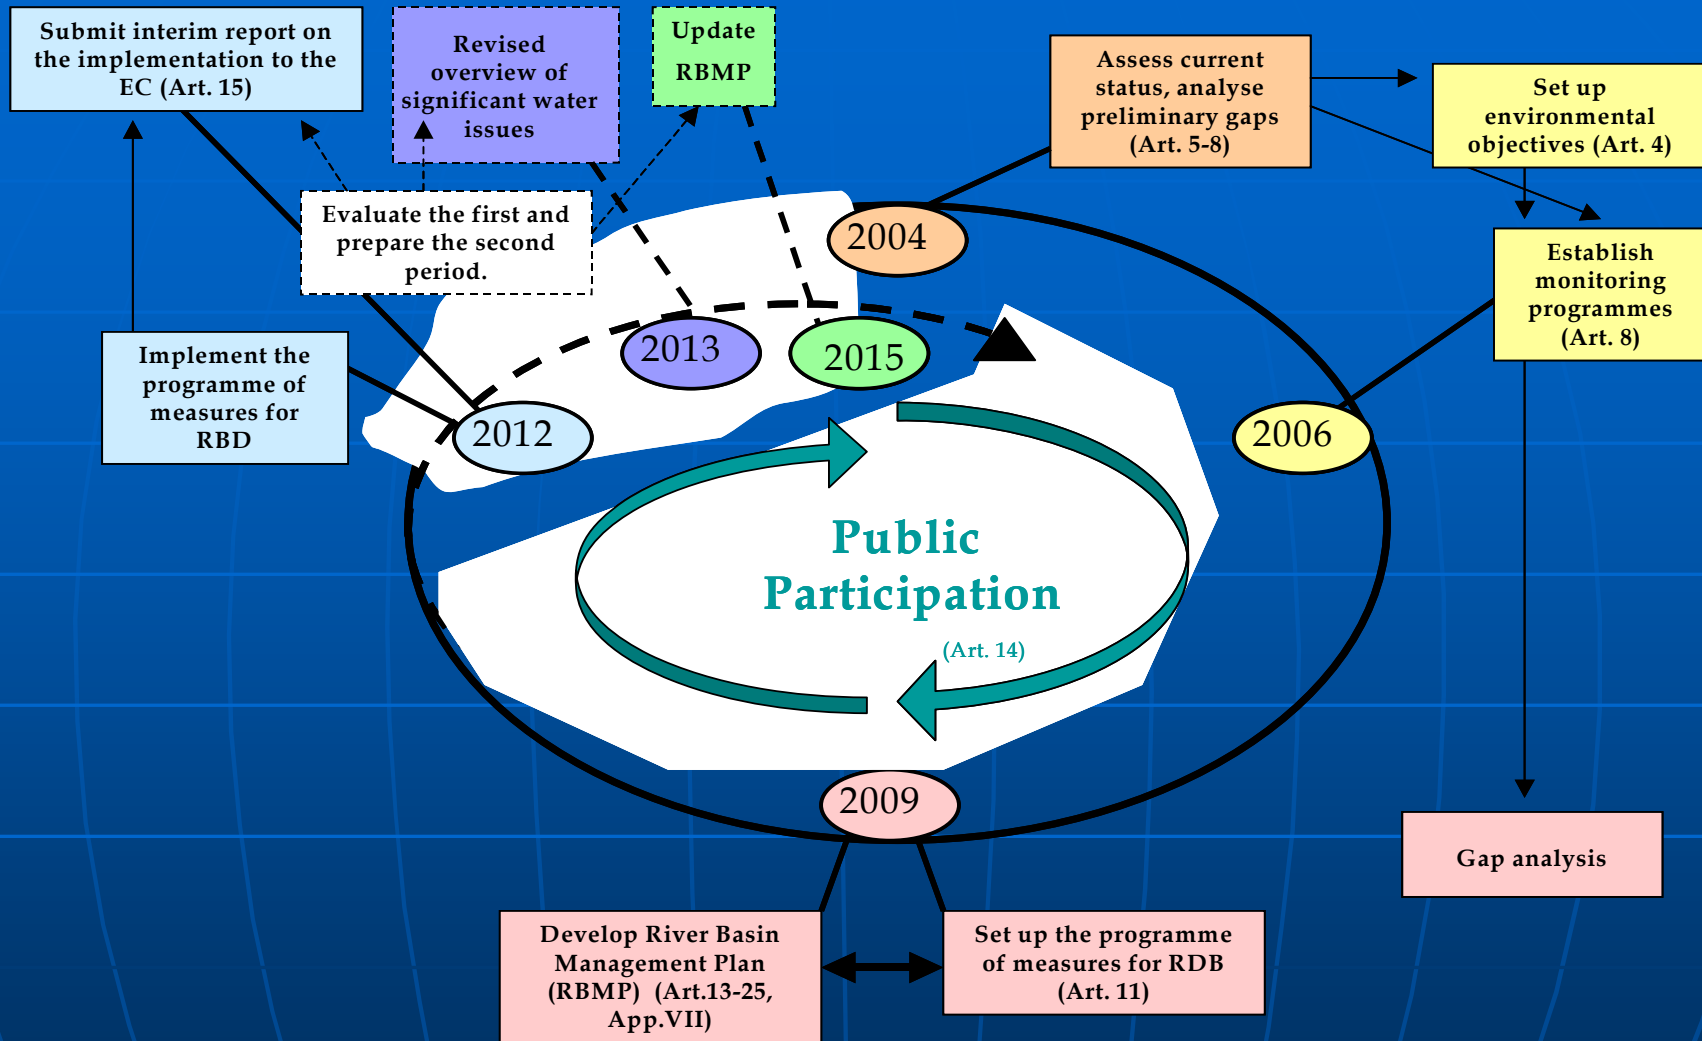 Submit interim report on
the implementation to the
EC (Art. 15)
Revised
overview of
significant water
issues
Update
RBMP
Assess current
status, analyse
preliminary gaps
(Art. 5-8)
Set up
environmental
objectives (Art. 4)
Evaluate the first and
prepare the second
period.
2004
Establish
monitoring
programmes
(Art. 8)
Implement the
programme of
measures for
RBD
2013
2015
2012
2006
Public
Participation
(Art. 14)
2009
Gap analysis
Develop River Basin
Management Plan
(RBMP) (Art.13-25,
App.VII)
Set up the programme
of measures for RDB
(Art. 11)